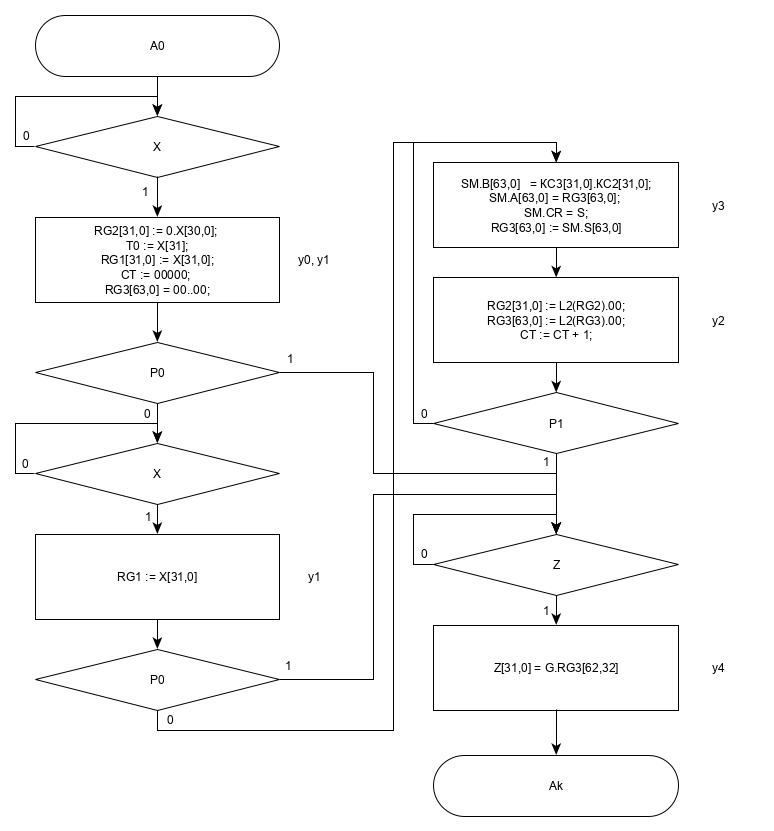 A0
0
X
1
RG2[31,0] := 0.X[30,0];
T0 := X[31];
RG1[31,0] := X[31,0];
CT := 00000;
RG3[63,0] = 00..00;
y0, y1
P0
1
0
0
X
1
RG1 := X[31,0]
y1
P0
1
0
SM.B[63,0] = КС3[31,0].КС2[31,0];
SM.A[63,0] = RG3[63,0];
SM.CR = S;
RG3[63,0] := SM.S[63,0]
y3
RG2[31,0] := L2(RG2).00;
RG3[63,0] := L2(RG3).00;
CT := CT + 1;
y2
0
P1
1
0
Z
1
Z[31,0] = G.RG3[62,32]
y4
Ak